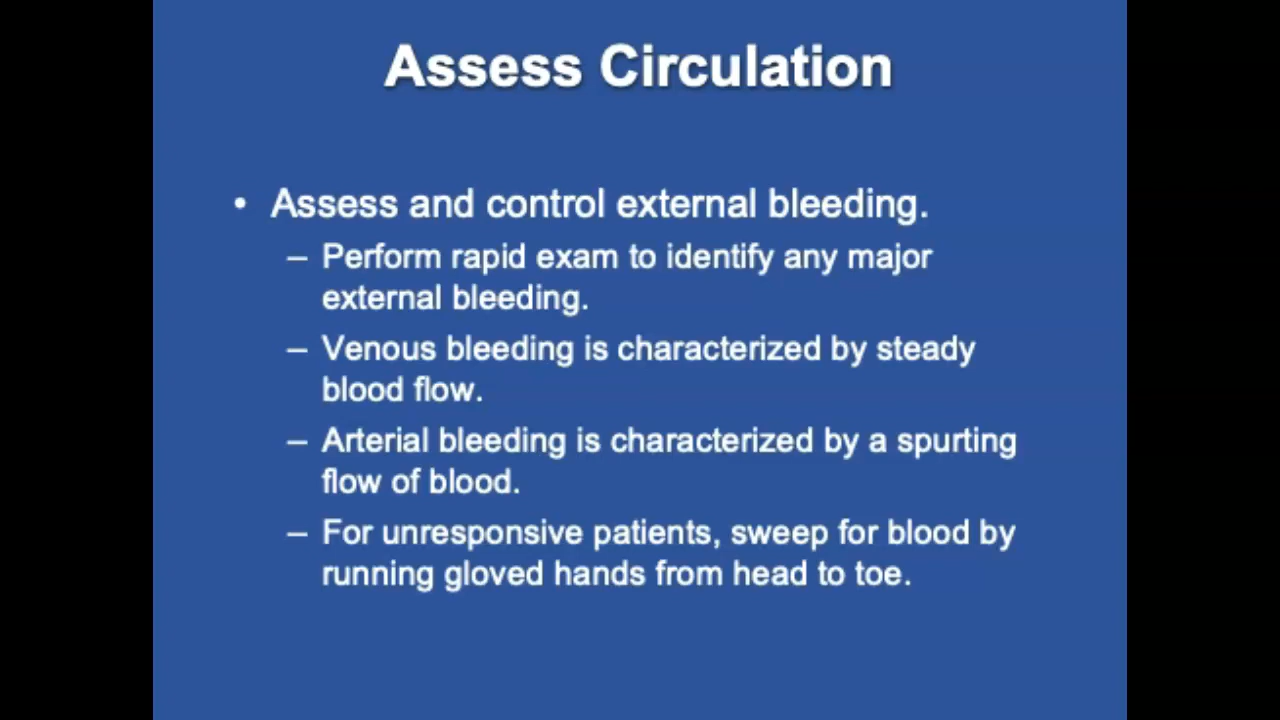 Assess Circulation
• Assess and control external bleeding.
– Perform rapid exam to identify any major
external bleeding.
– Venous bleeding is characterized by steady
blood flow.
– Arterial bleeding is characterized by a spurting
flow of blood.
– For unresponsive patients, sweep for blood by
running gloved hands from head to toe.